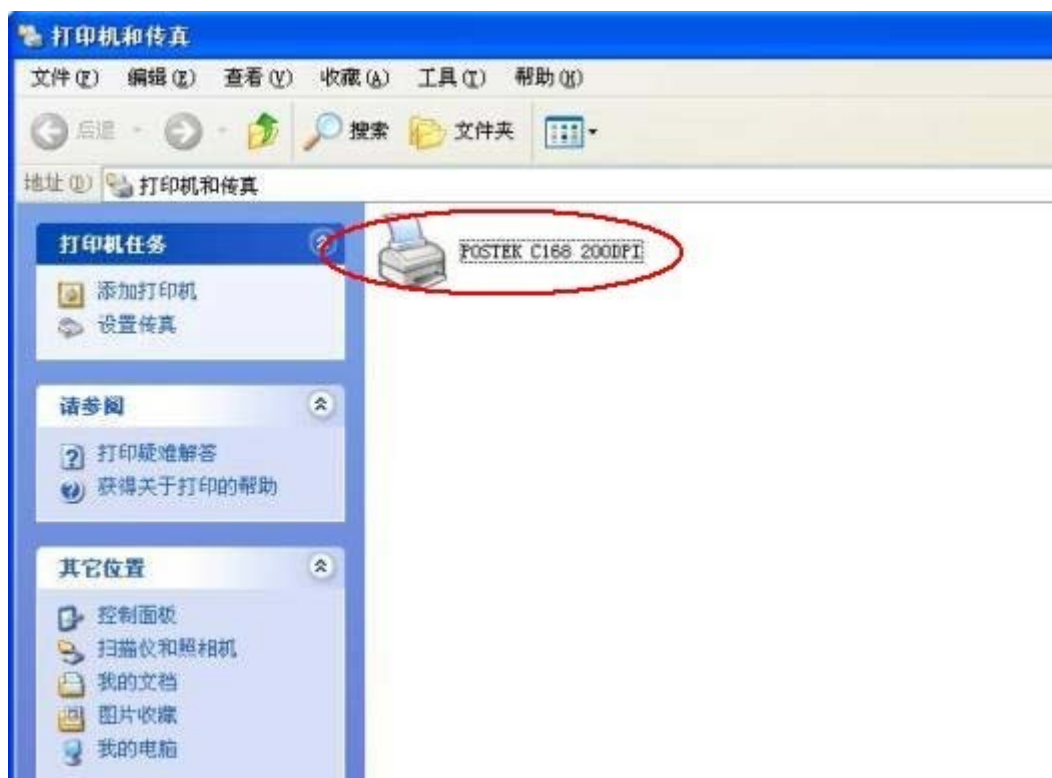 打印机和传真
文件(F) 编辑(E) 查看(V) 收藏(A) 工具(T) 帮助(H)
后退 搜索 文件夹
地址(D) 打印机和传真
打印机任务
添加打印机
设置传真
请参阅
打印疑难解答
获得关于打印的帮助
其它位置
控制面板
扫描仪和照相机
我的文档
图片收藏
我的电脑
POSTEK C168 200DPI